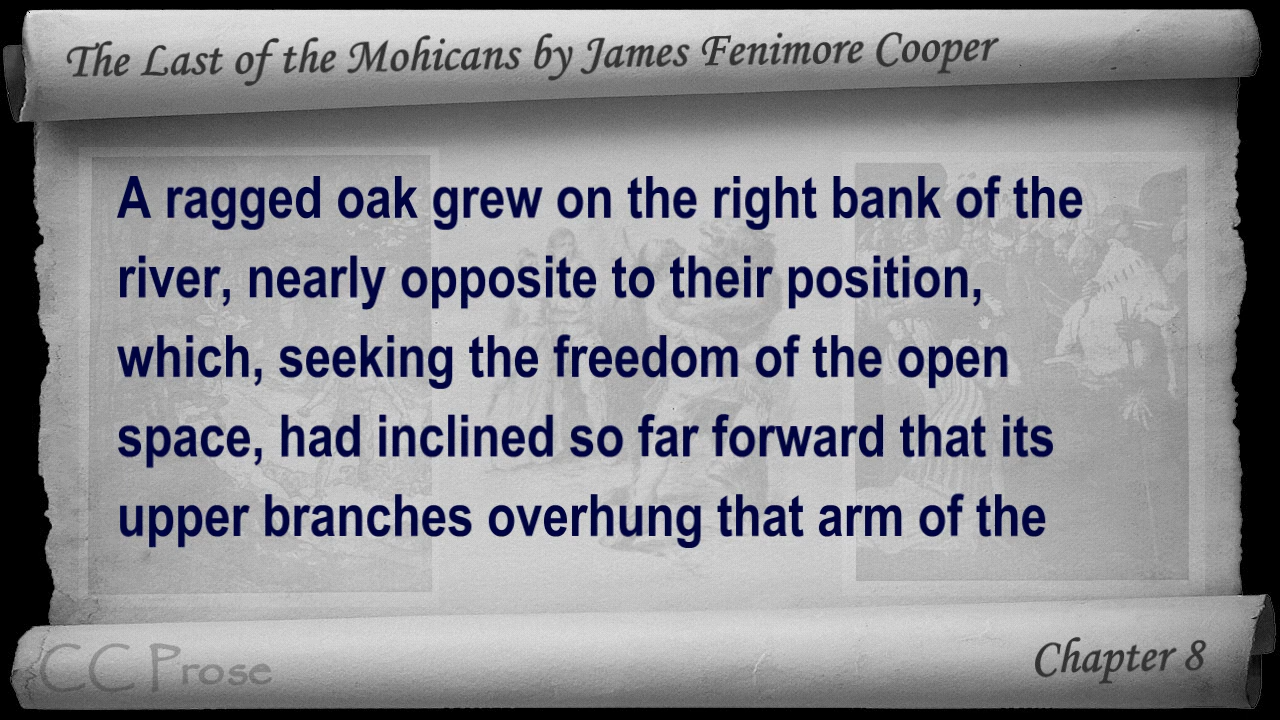 The Last of the Mohicans by James Fenimore Cooper
A ragged oak grew on the right bank of the
river, nearly opposite to their position,
which, seeking the freedom of the open
space, had inclined so far forward that its
upper branches overhung that arm of the
CC Prose
Chapter 8